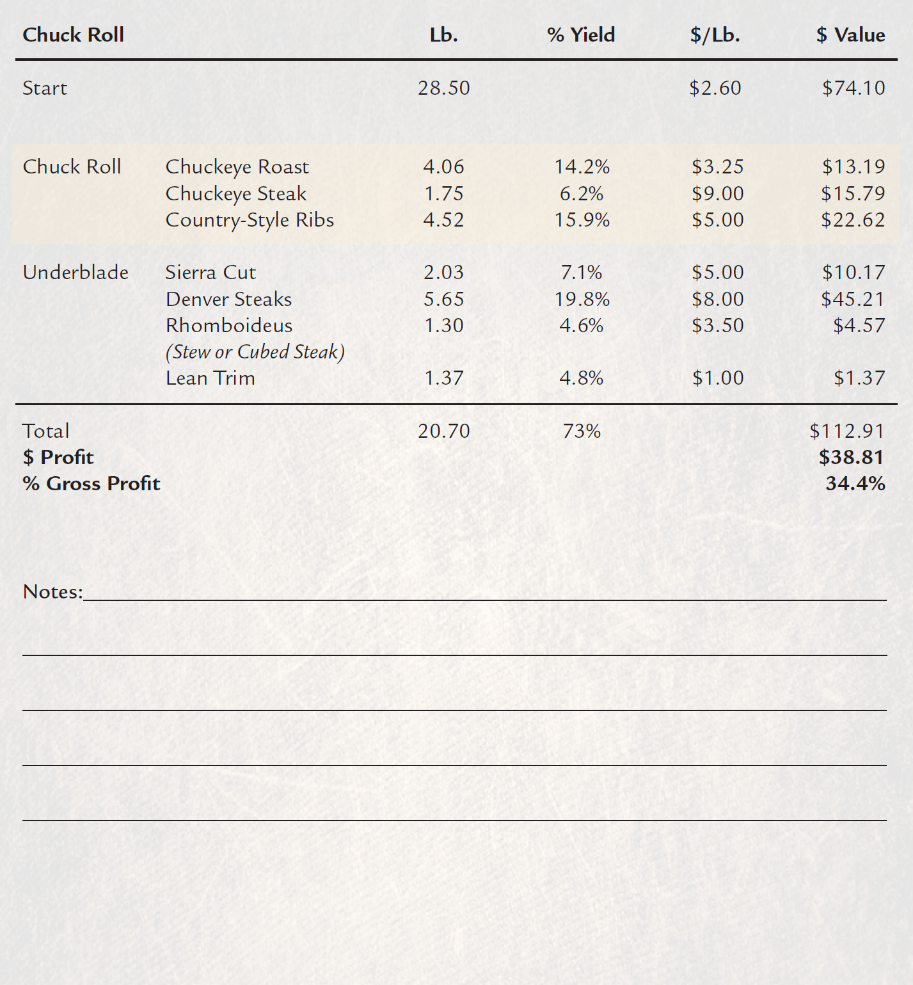 Chuck Roll Lb. % Yield $/Lb. $ Value
Start 28.50 $2.60 $74.10
Chuck Roll Chuckeye Roast 4.06 14.2% $3.25 $13.19
Chuckeye Steak 1.75 6.2% $9.00 $15.79
Country-Style Ribs 4.52 15.9% $5.00 $22.62
Underblade Sierra Cut 2.03 7.1% $5.00 $10.17
Denver Steaks 5.65 19.8% $8.00 $45.21
Rhomboideus 1.30 4.6% $3.50 $4.57
(Stew or Cubed Steak)
Lean Trim 1.37 4.8% $1.00 $1.37
Total 20.70 73% $112.91
$ Profit $38.81
% Gross Profit 34.4%
Notes: